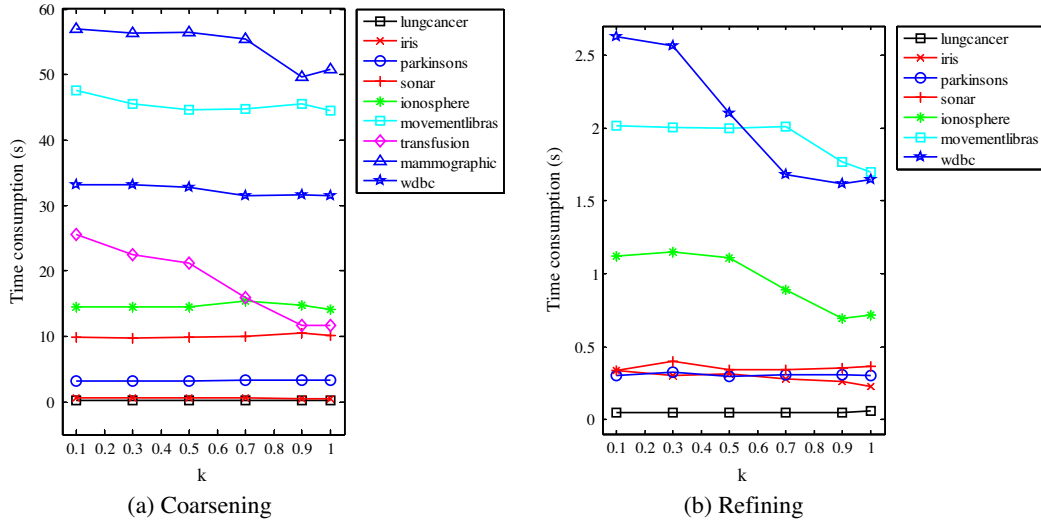 60
50
40
30
20
10
0
Time consumption (s)
0.1 0.2 0.3 0.4 0.5 0.6 0.7 0.8 0.9 1
k
lungcancer
iris
parkinsons
sonar
ionosphere
movementlibras
transfusion
mammographic
wdbc
(a) Coarsening
2.5
2
1.5
1
0.5
0
Time consumption (s)
0.1 0.2 0.3 0.4 0.5 0.6 0.7 0.8 0.9 1
k
lungcancer
iris
parkinsons
sonar
ionosphere
movementlibras
wdbc
(b) Refining